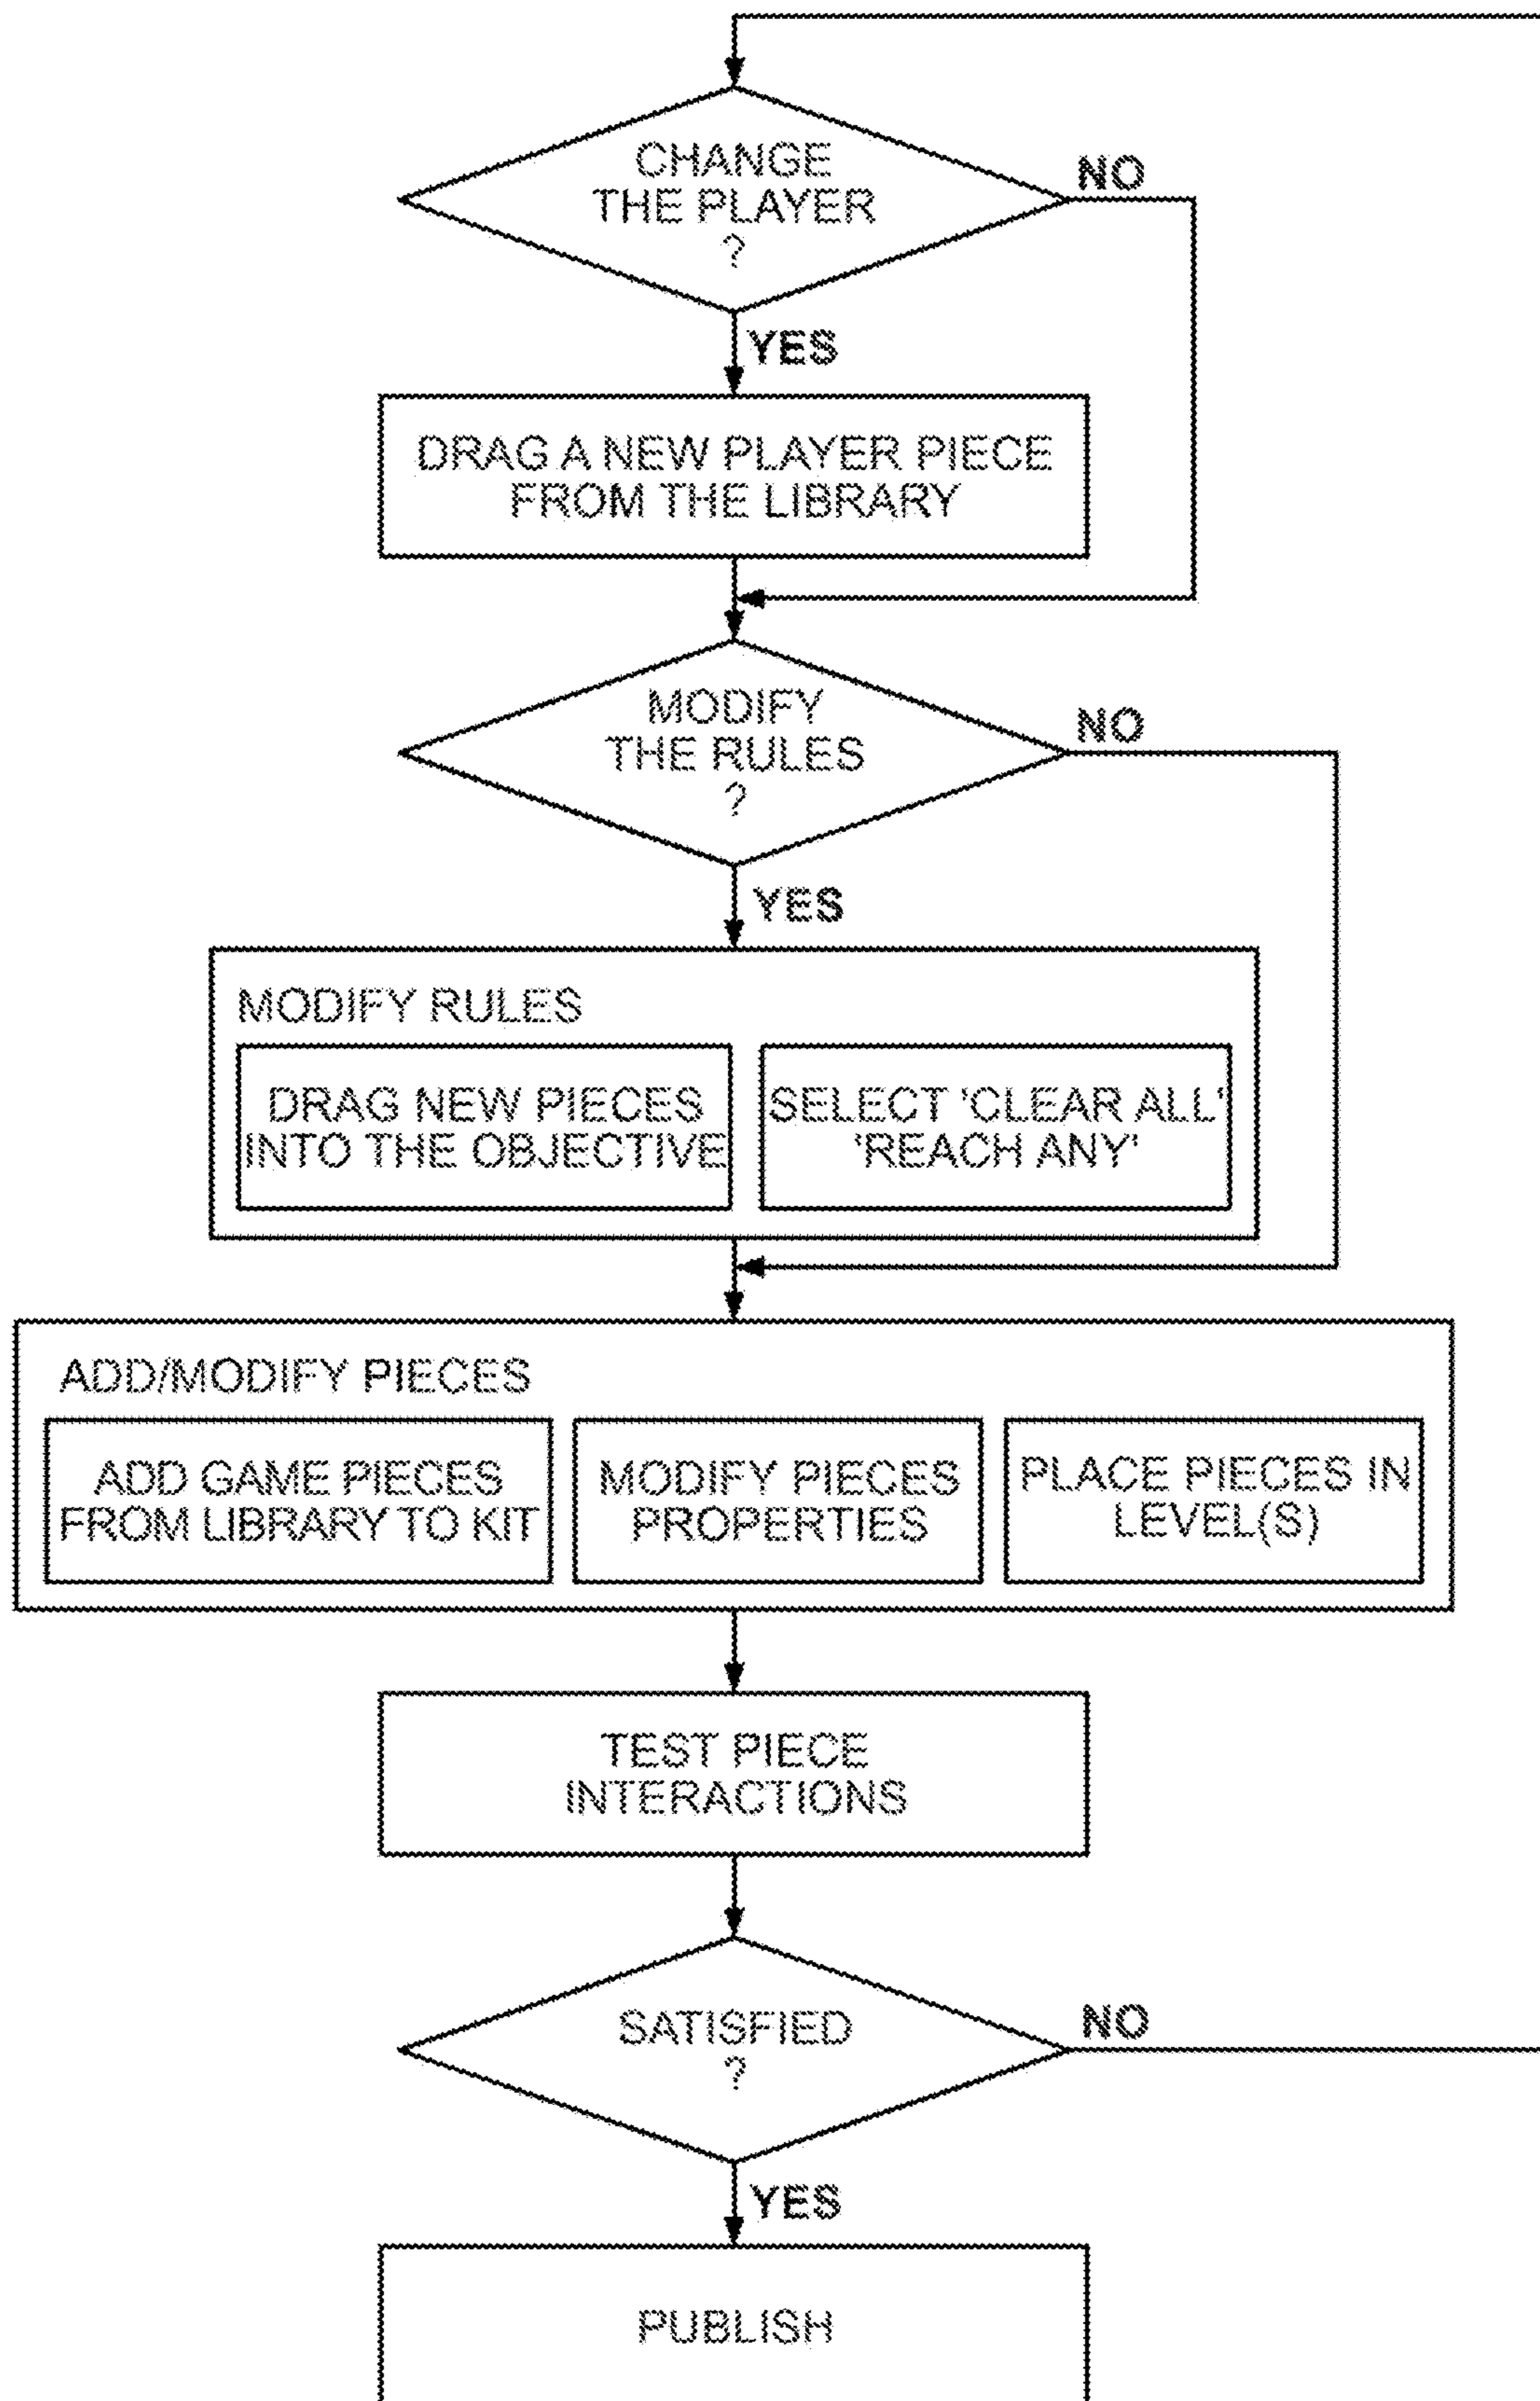 CHANGE
THE PLAYER
?
NO
YES
DRAG A NEW PLAYER PIECE
FROM THE LIBRARY
MODIFY
THE RULES
?
NO
YES
MODIFY RULES
DRAG NEW PIECES
INTO THE OBJECTIVE
SELECT 'CLEAR ALL'
'REACH ANY'
ADD/MODIFY PIECES
ADD GAME PIECES
FROM LIBRARY TO KIT
MODIFY PIECES
PROPERTIES
PLACE PIECES IN
LEVEL(S)
TEST PIECE
INTERACTIONS
SATISFIED
?
NO
YES
PUBLISH